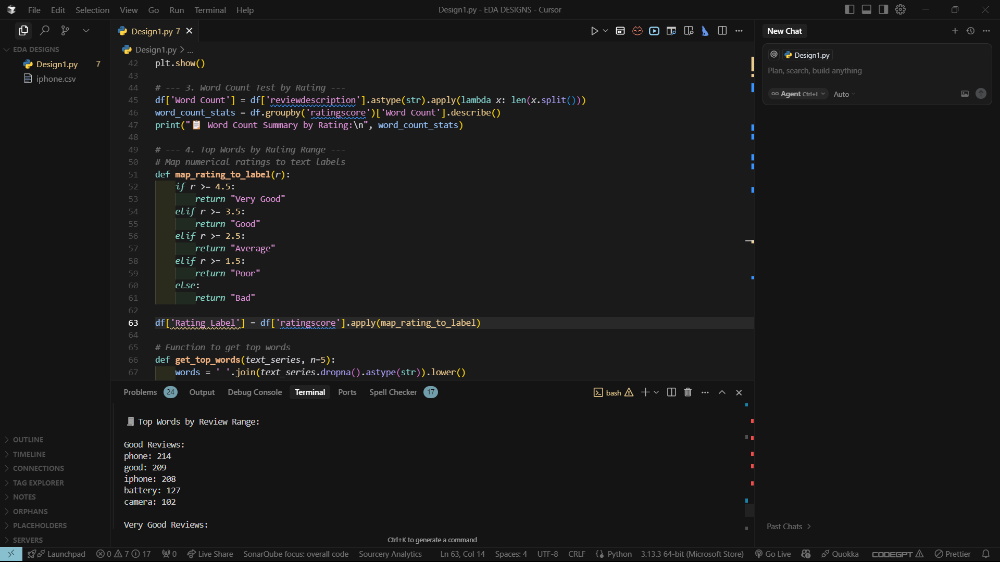 File Edit Selection View Go Run Terminal Help
Design1.py - EDA DESIGNS - Cursor
EDA DESIGNS
Design1.py 7
iphone.csv
OUTLINE
TIMELINE
CONNECTIONS
TAG EXPLORER
NOTES
ORPHANS
PLACEHOLDERS
SERVERS
Design1.py 7
Design1.py > ...
42 plt.show()
43
44 # --- 3. Word Count Test by Rating ---
45 df['Word Count'] = df['reviewdescription'].astype(str).apply(lambda x: len(x.split()))
46 word_count_stats = df.groupby('ratingscore')['Word Count'].describe()
47 print("📋 Word Count Summary by Rating:\n", word_count_stats)
48
49 # --- 4. Top Words by Rating Range ---
50 # Map numerical ratings to text labels
51 def map_rating_to_label(r):
52 if r >= 4.5:
53 return "Very Good"
54 elif r >= 3.5:
55 return "Good"
56 elif r >= 2.5:
57 return "Average"
58 elif r >= 1.5:
59 return "Poor"
60 else:
61 return "Bad"
62
63 df['Rating Label'] = df['ratingscore'].apply(map_rating_to_label)
64
65 # Function to get top words
66 def get_top_words(text_series, n=5):
67 words = ' '.join(text_series.dropna().astype(str)).lower()
Problems 24 Output Debug Console Terminal Ports Spell Checker 17
bash
Top Words by Review Range:
Good Reviews:
phone: 214
good: 209
iphone: 208
battery: 127
camera: 102
Very Good Reviews:
Ctrl+K to generate a command
New Chat
@ Design1.py
Plan, search, build anything
∞ Agent Ctrl+I Auto
Past Chats >
Launchpad 0 7 17 0 Live Share SonarQube focus: overall code Sourcery Analytics Ln 63, Col 14 Spaces: 4 UTF-8 CRLF Python 3.13.3 64-bit (Microsoft Store) Go Live Quokka CODEGPT Prettier